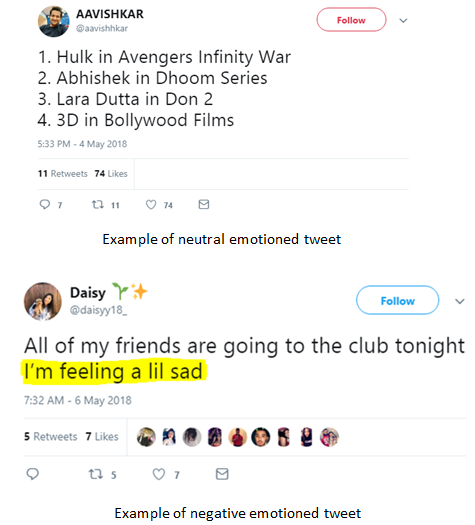 AAVISHKAR
@aavishhkar
Follow
1. Hulk in Avengers Infinity War
2. Abhishek in Dhoom Series
3. Lara Dutta in Don 2
4. 3D in Bollywood Films
5:33 PM - 4 May 2018
11 Retweets 74 Likes
7 11 74
Example of neutral emotioned tweet
Daisy
@daisyy18_
Follow
All of my friends are going to the club tonight
I'm feeling a lil sad
7:32 AM - 6 May 2018
5 Retweets 7 Likes
5 7
Example of negative emotioned tweet